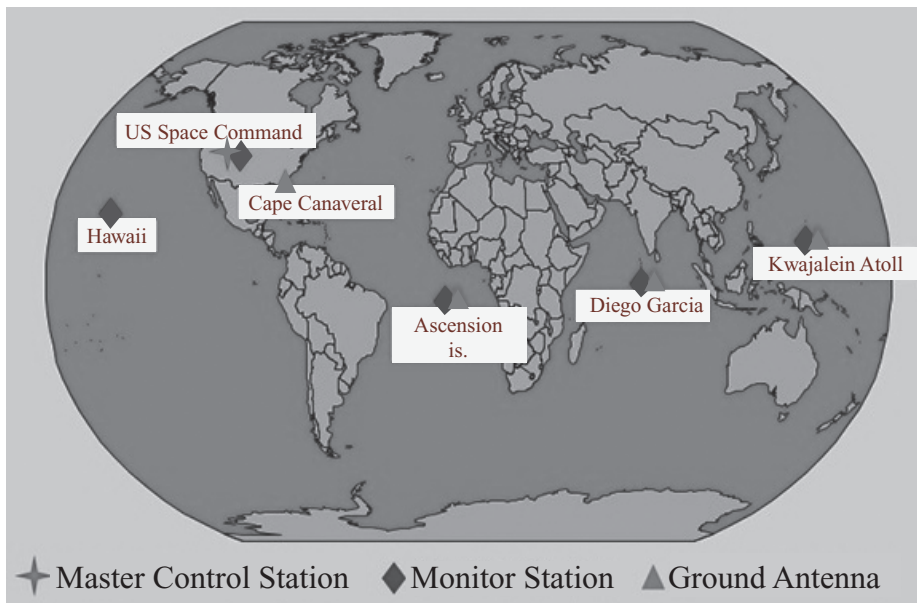 US Space Command
Cape Canaveral
Hawaii
Kwajalein Atoll
Diego Garcia
Ascension
is.
Master Control Station
Monitor Station
Ground Antenna